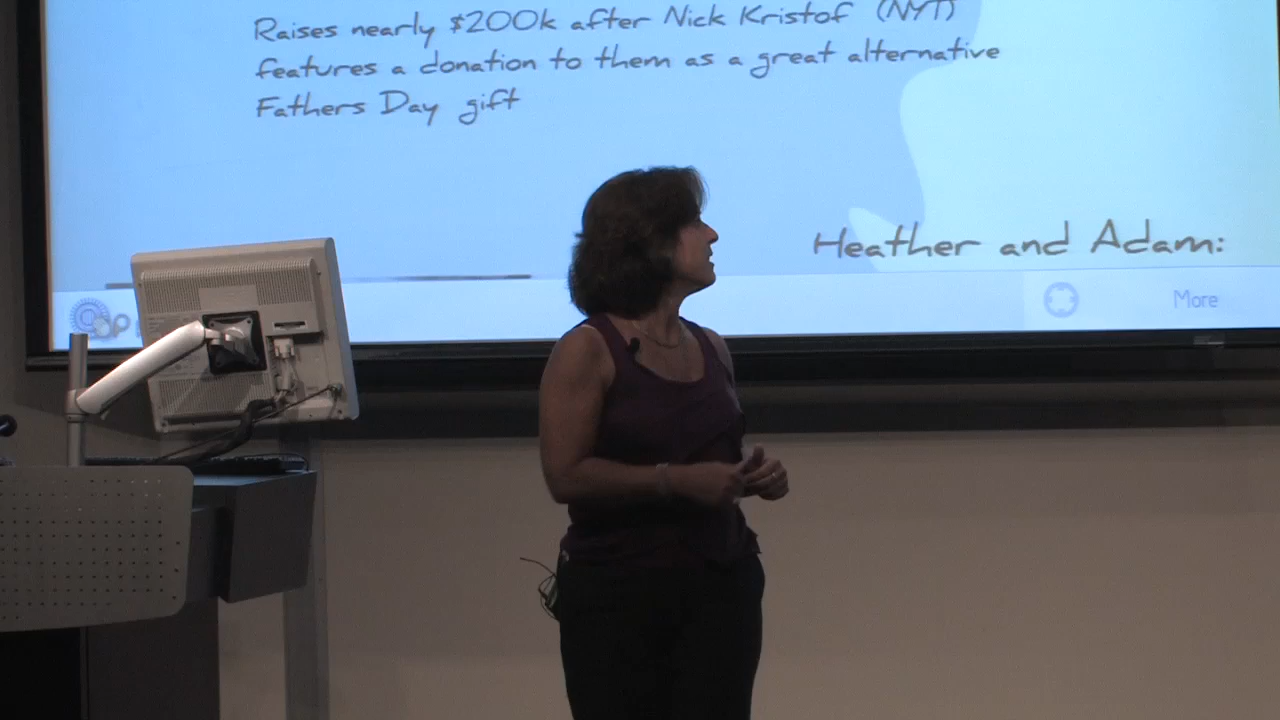 Raises nearly $200k after Nick Kristof (NYT)
features a donation to them as a great alternative
Fathers Day gift
Heather and Adam:
More